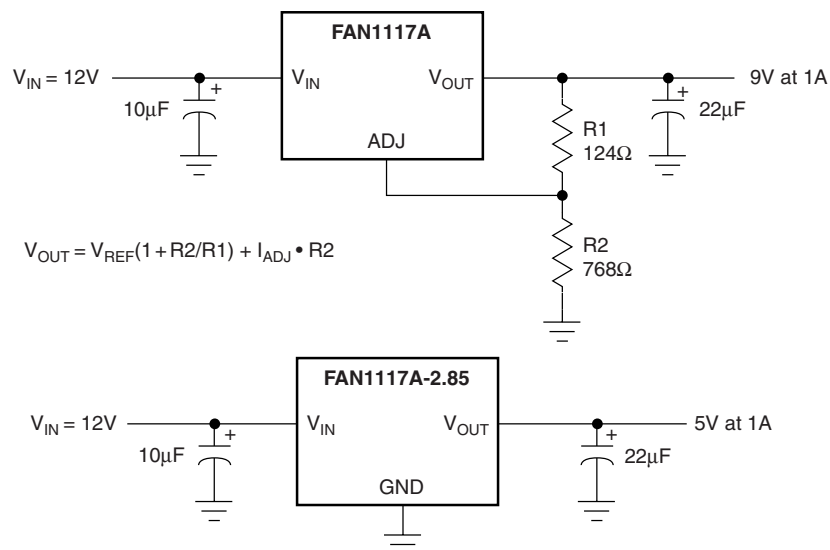 FAN1117A
V_IN = 12V
V_IN
V_OUT
9V at 1A
10μF
22μF
R1
124Ω
ADJ
V_OUT = V_REF(1 + R2/R1) + I_ADJ • R2
R2
768Ω
FAN1117A-2.85
V_IN = 12V
V_IN
V_OUT
5V at 1A
10μF
22μF
GND
+
+
+
+